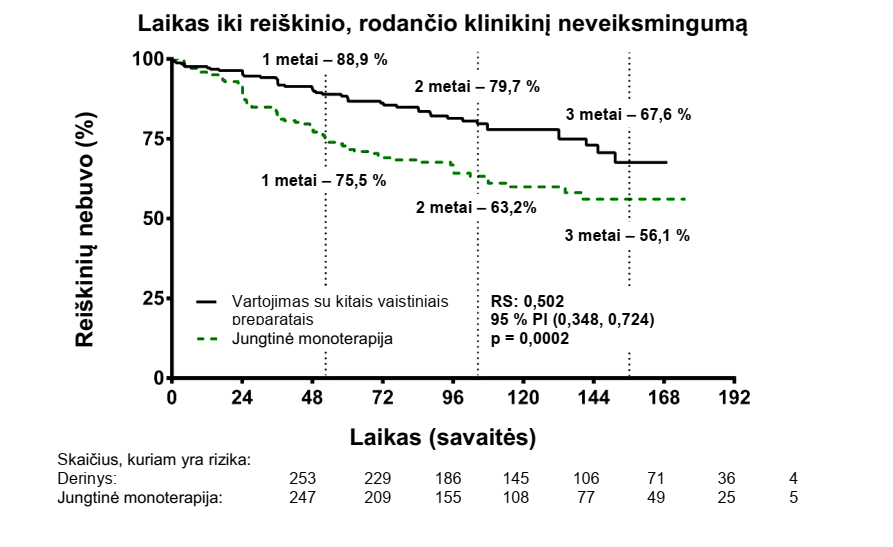 Laikas iki reiškinio, rodančio klinikinį neveiksmingumą
Reiškinių nebuvo (%)
100
75
50
25
0
1 metai – 88,9 %
2 metai – 79,7 %
3 metai – 67,6 %
1 metai – 75,5 %
2 metai – 63,2%
3 metai – 56,1 %
Vartojimas su kitais vaistiniais
preparatais
Jungtinė monoterapija
RS: 0,502
95 % PI (0,348, 0,724)
p = 0,0002
0 24 48 72 96 120 144 168 192
Laikas (savaitės)
Skaičius, kuriam yra rizika:
Derinys: 253 229 186 145 106 71 36 4
Jungtinė monoterapija: 247 209 155 108 77 49 25 5